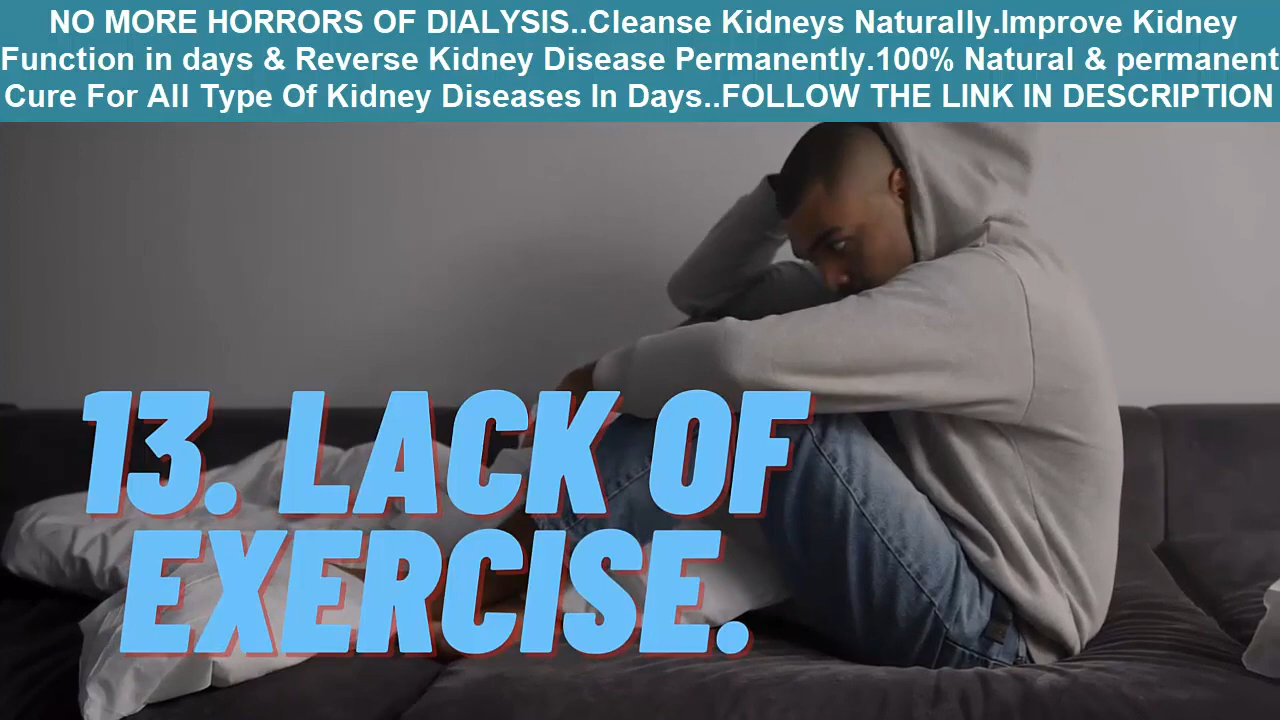 NO MORE HORRORS OF DIALYSIS..Cleanse Kidneys Naturally.Improve Kidney
Function in days & Reverse Kidney Disease Permanently.100% Natural & permanent
Cure For All Type Of Kidney Diseases In Days..FOLLOW THE LINK IN DESCRIPTION
13. LACK OF
EXERCISE.